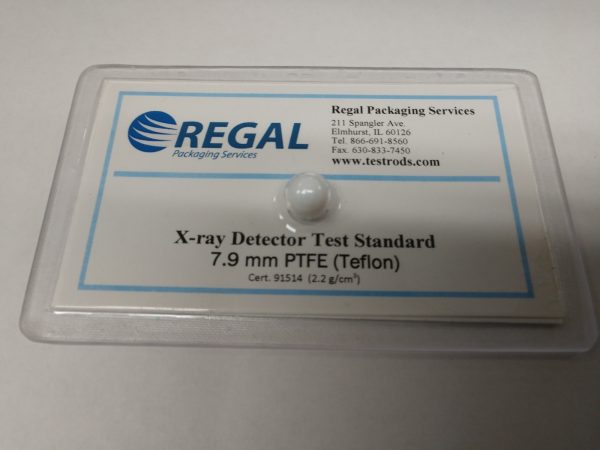 REGAL
Packaging Services
Regal Packaging Services
211 Spangler Ave.
Elmhurst, IL 60126
Tel. 866-691-8560
Fax. 630-833-7450
www.testrods.com
X-ray Detector Test Standard
7.9 mm PTFE (Teflon)
Cert. 91514 (2.2 g/cm³)